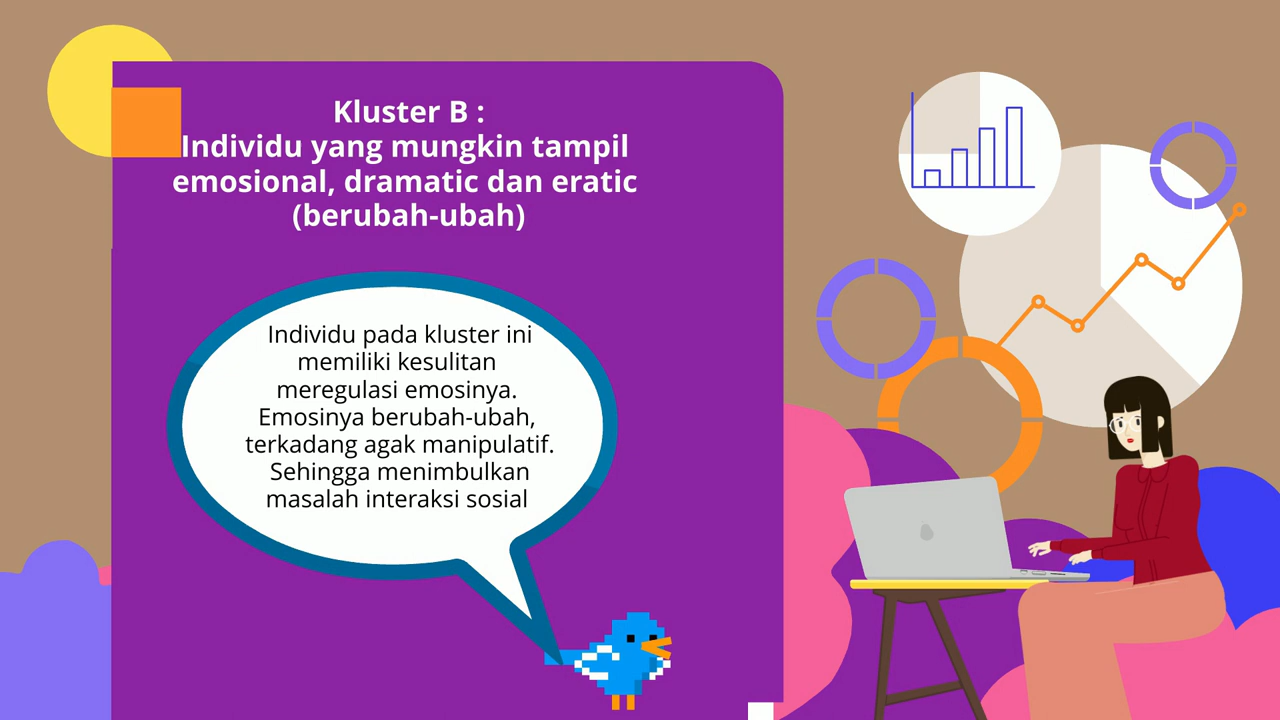 Kluster B :
Individu yang mungkin tampil
emosional, dramatic dan eratic
(berubah-ubah)
Individu pada kluster ini
memiliki kesulitan
meregulasi emosinya.
Emosinya berubah-ubah,
terkadang agak manipulatif.
Sehingga menimbulkan
masalah interaksi sosial